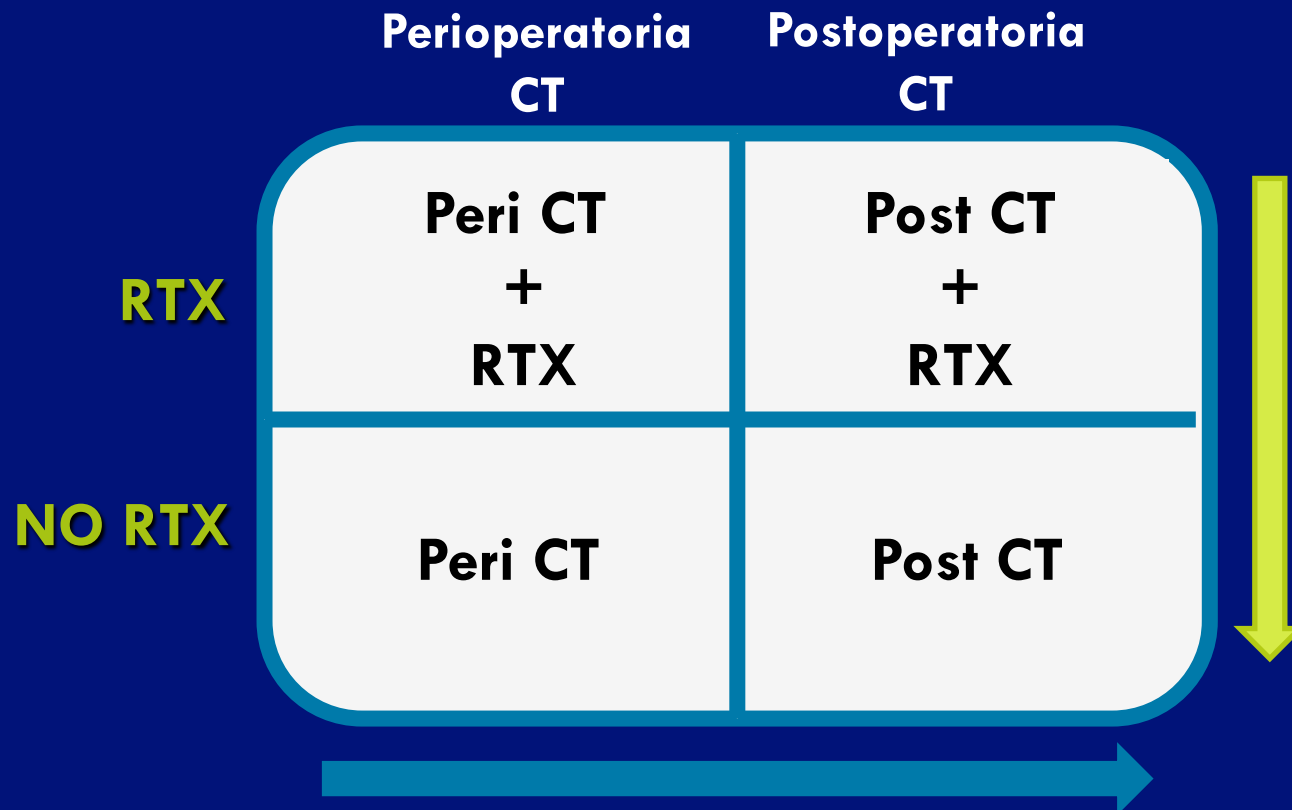 Perioperatoria
CT
Postoperatoria
CT
RTX
Peri CT
+
RTX
Post CT
+
RTX
NO RTX
Peri CT
Post CT